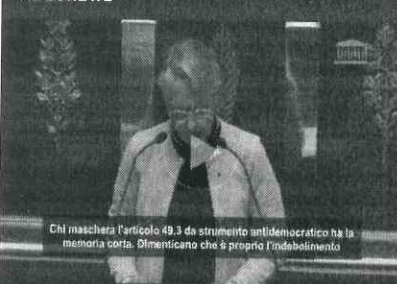 Chi maschera l'articolo 49.3 da strumento antidemocratico ha la
memoria corta. Dimenticano che è proprio l'indebolimento